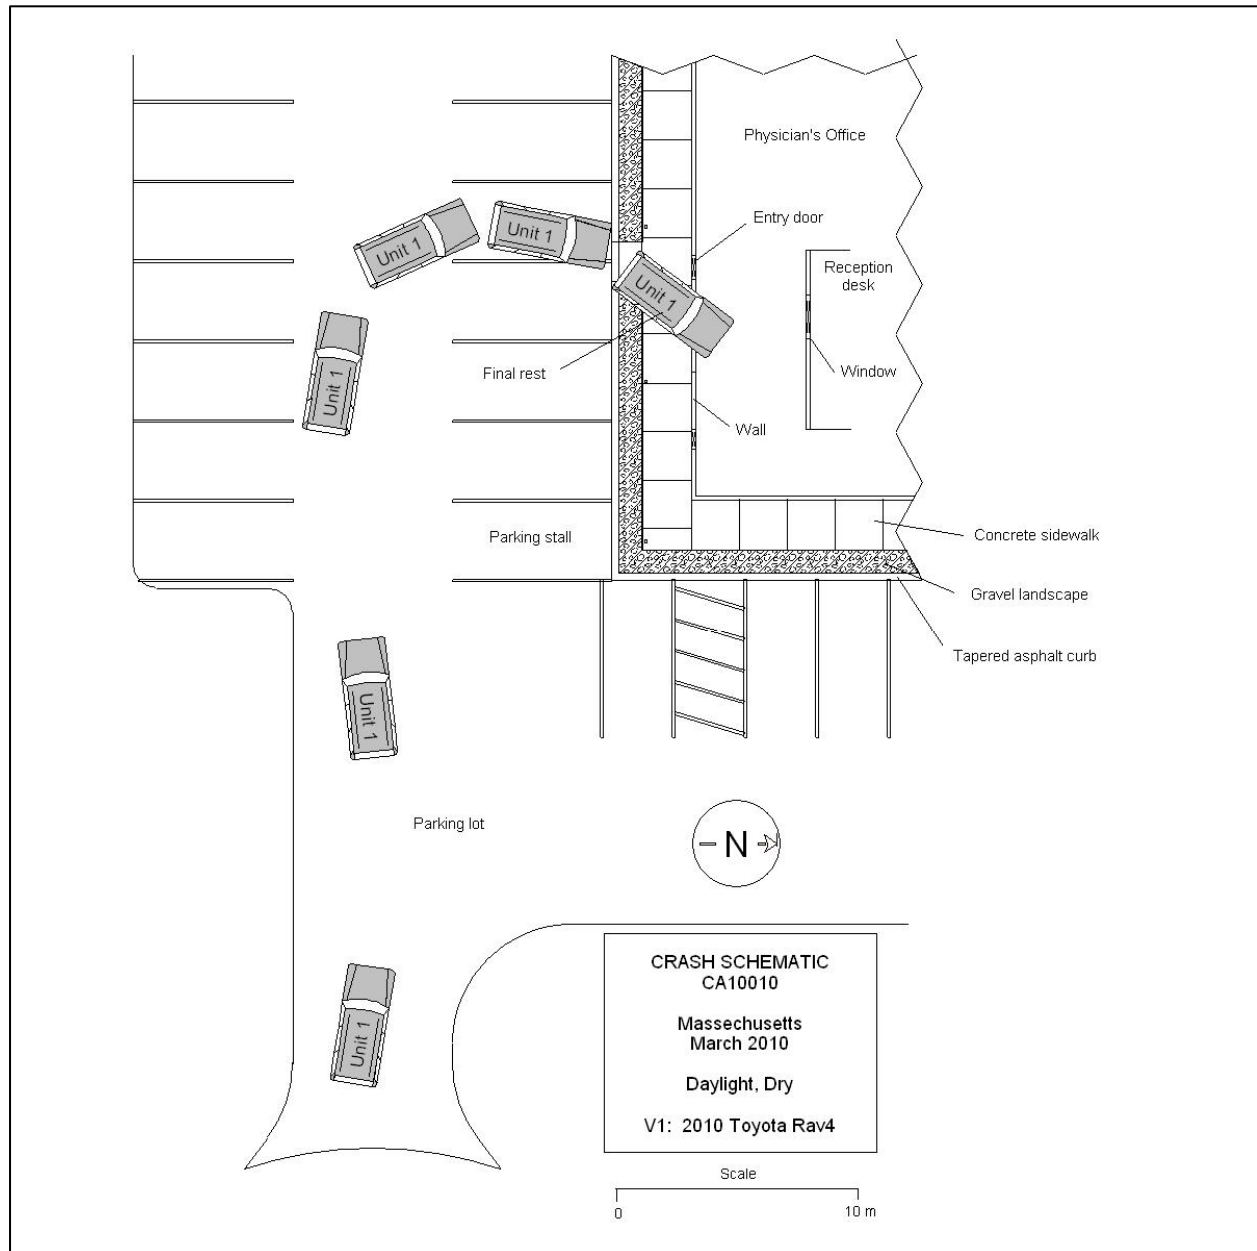 Physician's Office
Unit 1
Unit 1
Entry door
Reception
desk
Unit 1
Unit 1
Final rest
Window
Wall
Parking stall
Concrete sidewalk
Gravel landscape
Tapered asphalt curb
Unit 1
Parking lot
N
CRASH SCHEMATIC
CA10010
Massechusetts
March 2010
Daylight, Dry
V1: 2010 Toyota Rav4
Unit 1
Scale
0
10 m